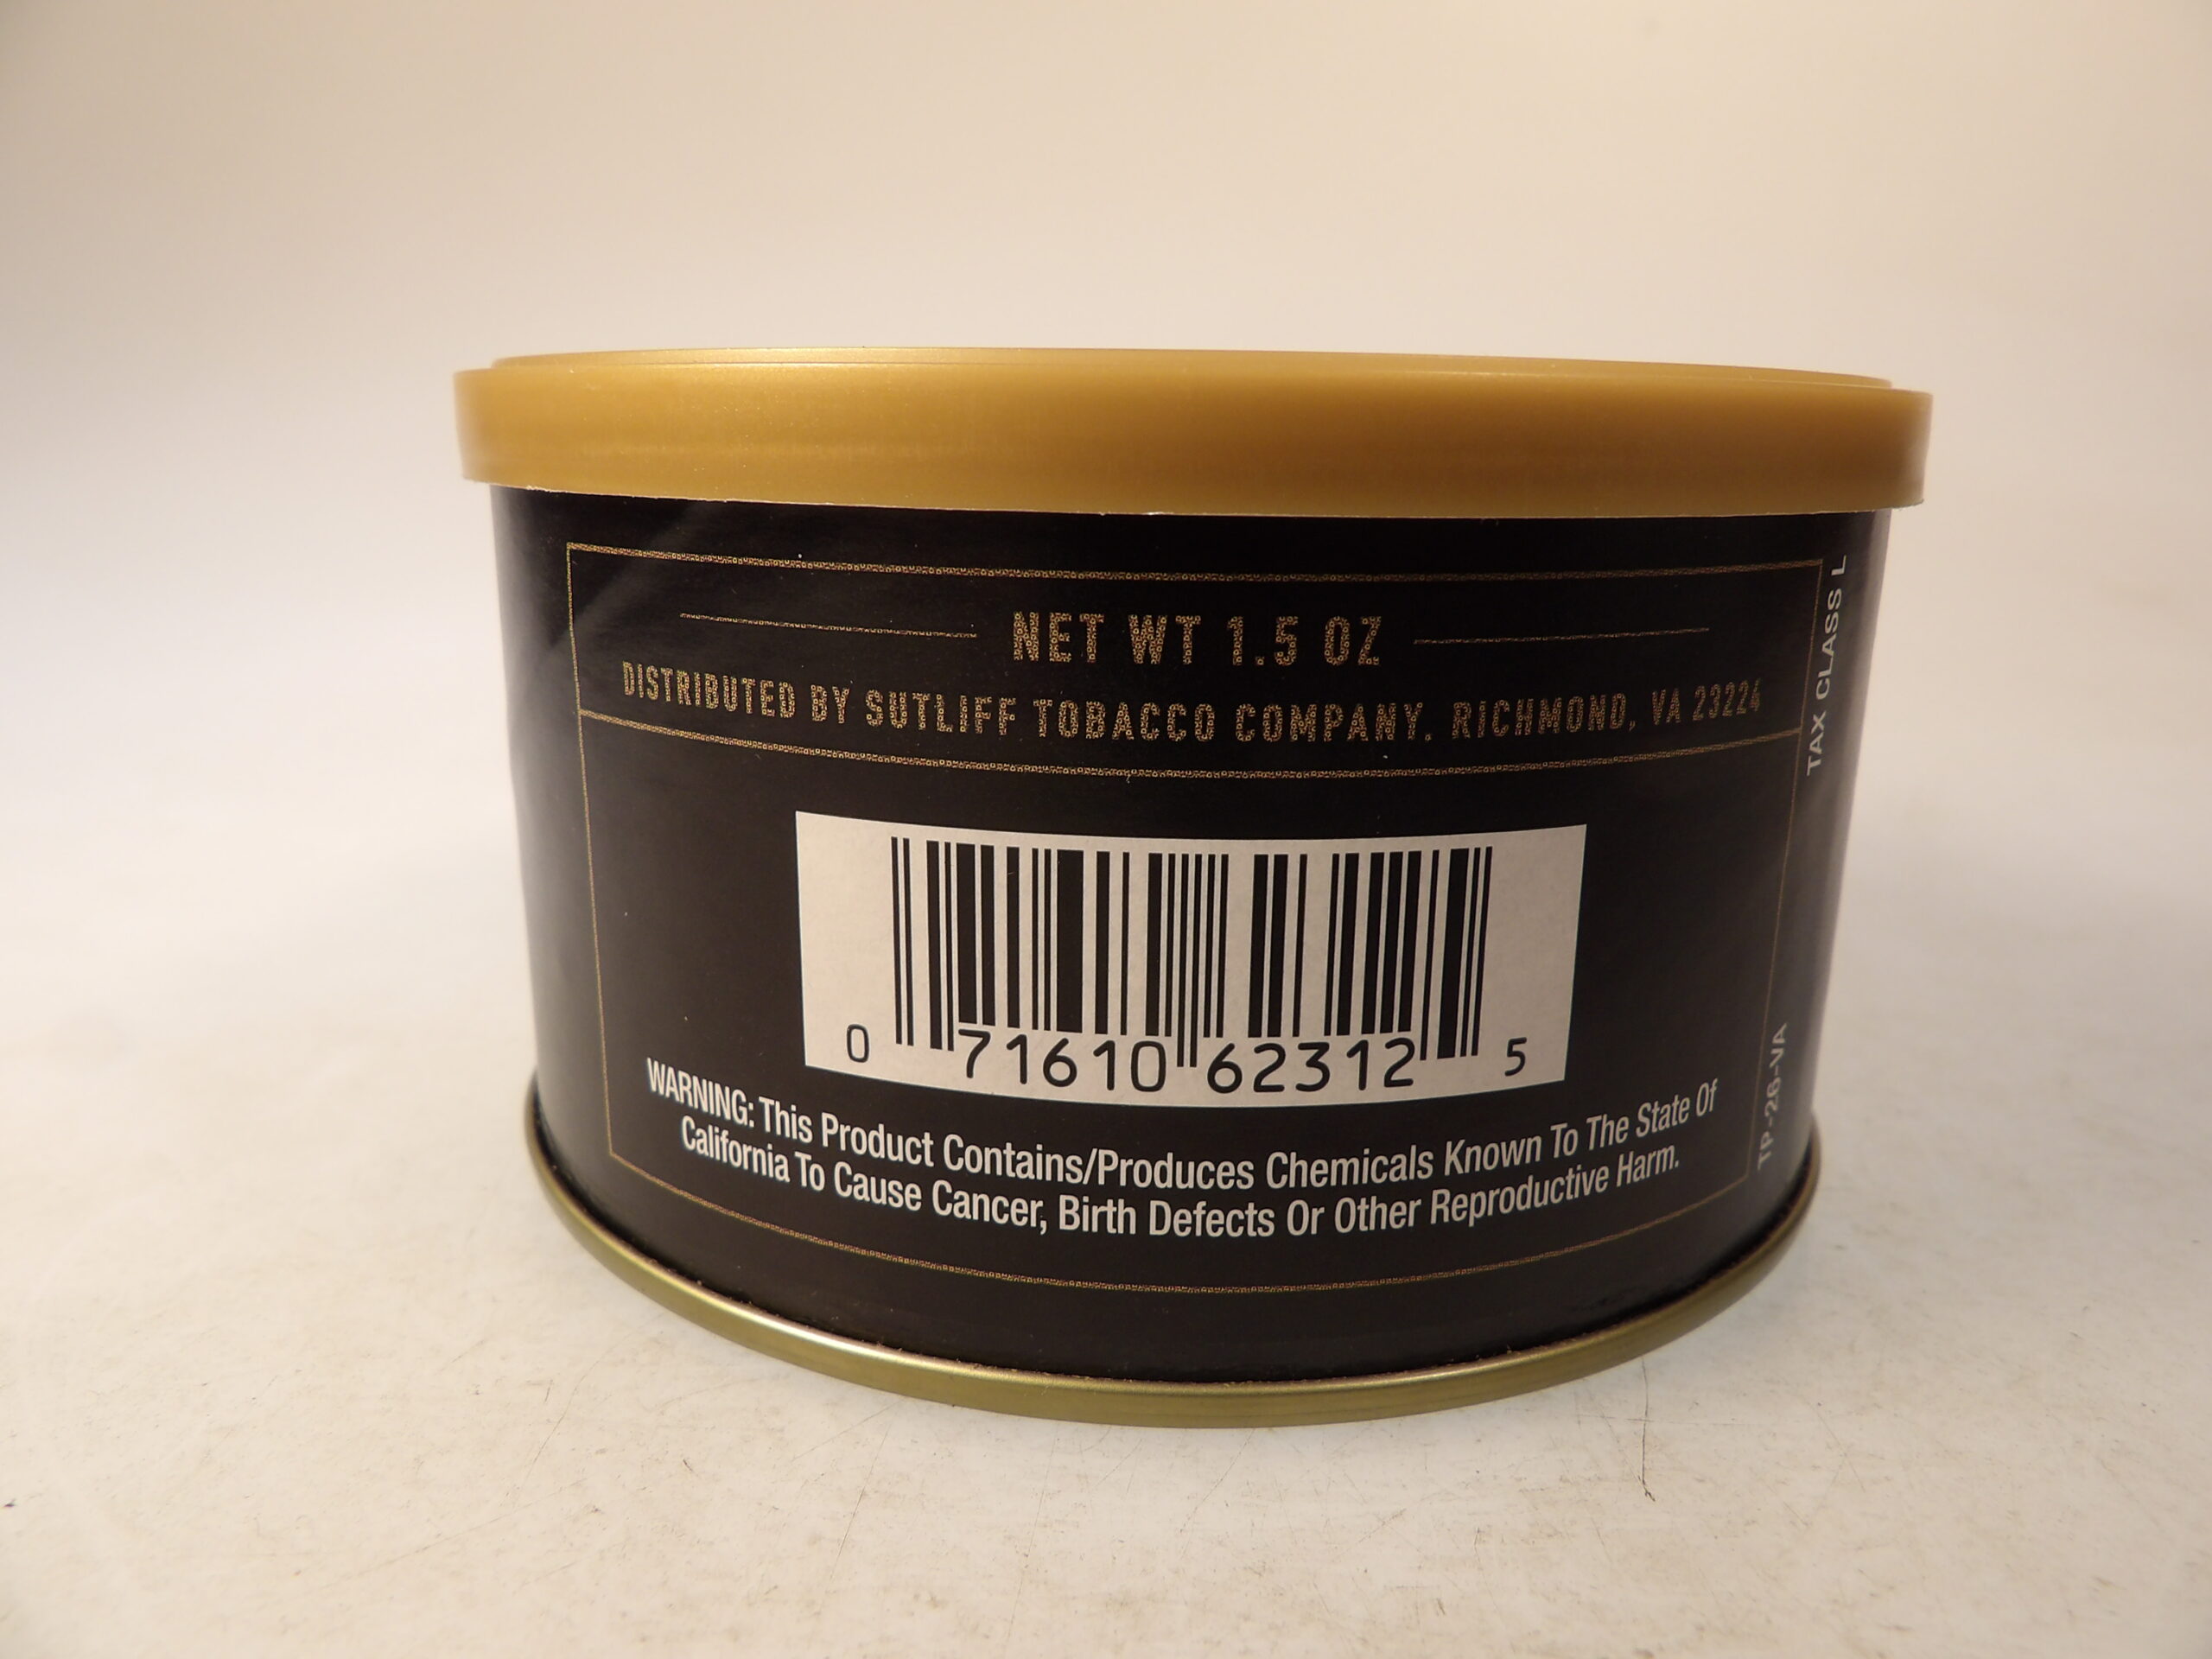 NET WT 1.5 OZ
DISTRIBUTED BY SUTLIFF TOBACCO COMPANY. RICHMOND, VA 23224
0 71610 62312 5
WARNING: This Product Contains/Produces Chemicals Known To The State Of
California To Cause Cancer, Birth Defects Or Other Reproductive Harm.
TAX CLASS L
TP-26-VA